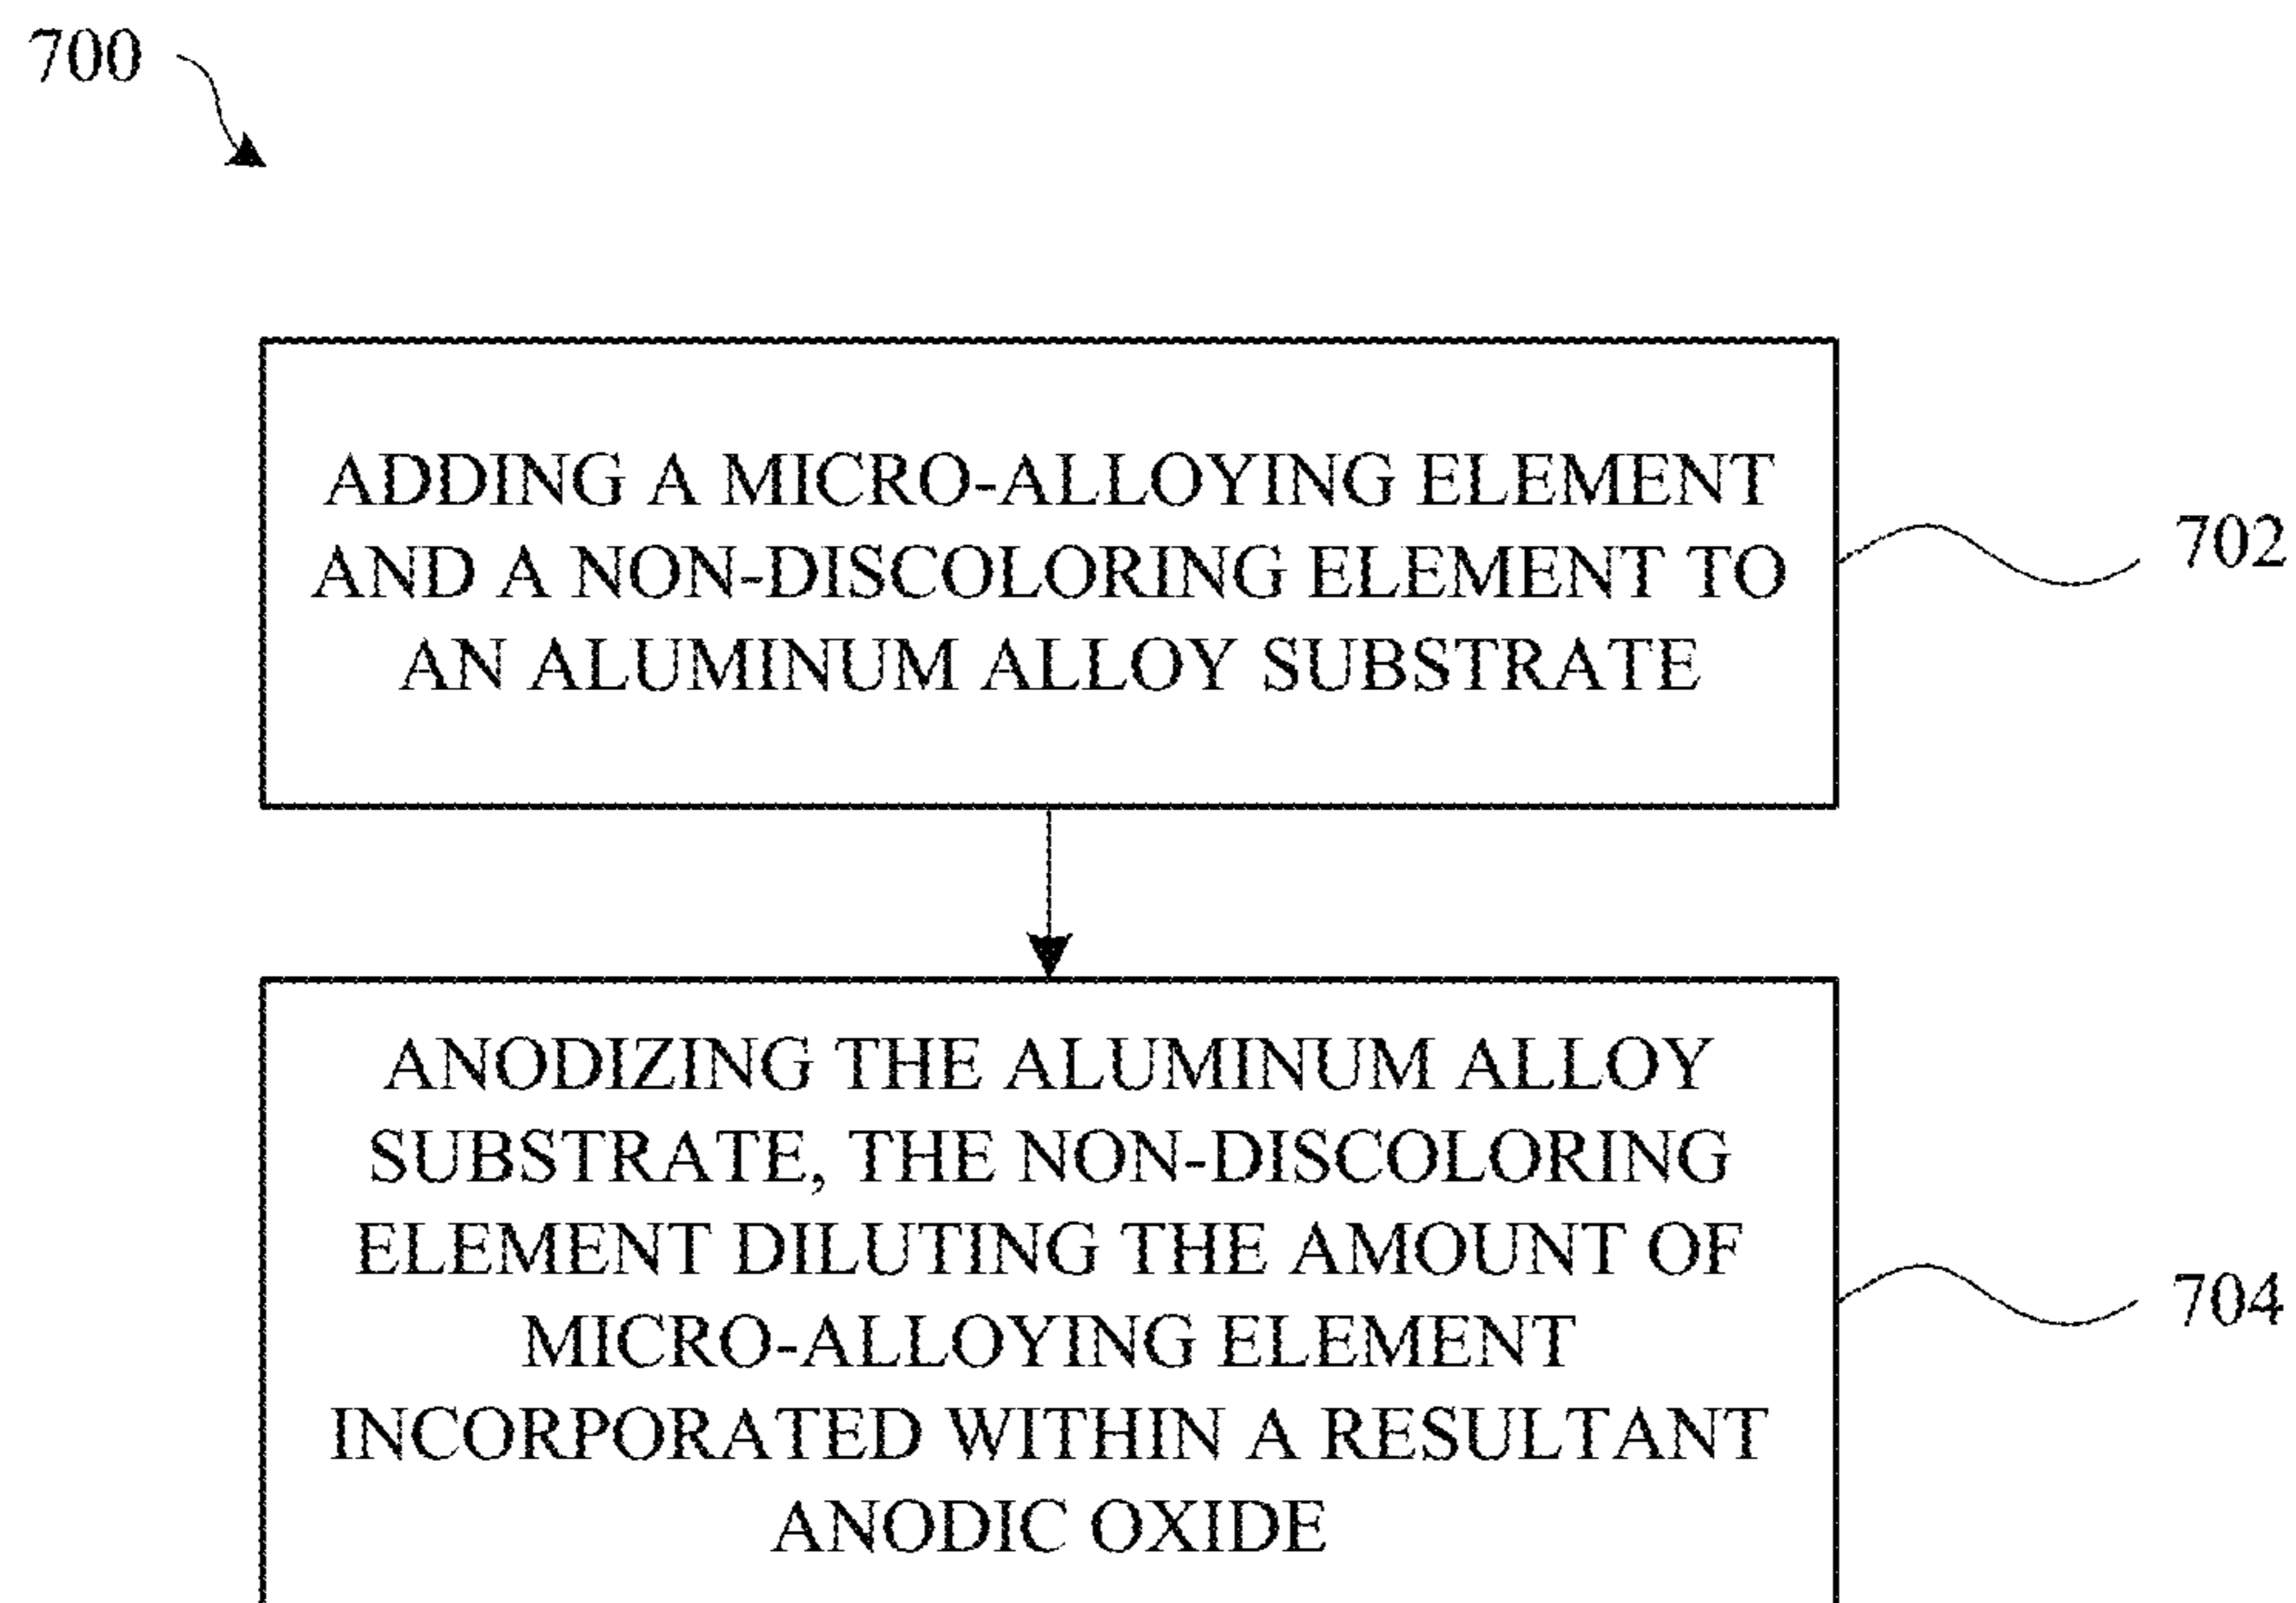 700
ADDING A MICRO-ALLOYING ELEMENT
AND A NON-DISCOLORING ELEMENT TO
AN ALUMINUM ALLOY SUBSTRATE
702
ANODIZING THE ALUMINUM ALLOY
SUBSTRATE, THE NON-DISCOLORING
ELEMENT DILUTING THE AMOUNT OF
MICRO-ALLOYING ELEMENT
INCORPORATED WITHIN A RESULTANT
ANODIC OXIDE
704